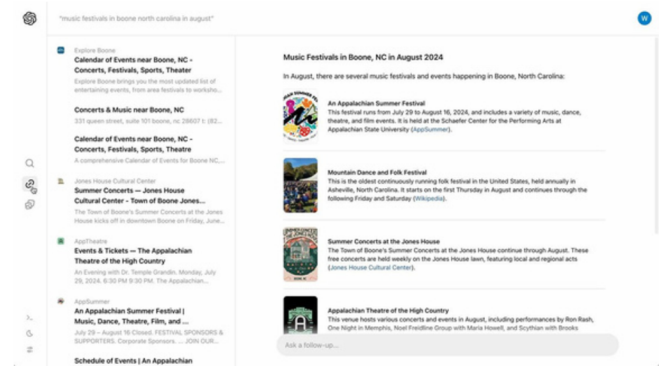 "music festivals in boone north carolina in august"
W
Explore Boone
Calendar of Events near Boone, NC -
Concerts, Festivals, Sports, Theater
Explore Boone brings you the most updated list of
entertaining events, from area festivals to worksho...
Concerts & Music near Boone, NC
331 queen street, suite 101 boone, nc 28607 t: (82...
Calendar of Events near Boone, NC -
Concerts, Festivals, Sports, Theatre
A comprehensive Calendar of Events for Boone NC,...
Jones House Cultural Center
Summer Concerts — Jones House
Cultural Center - Town of Boone Jones...
The Town of Boone's Summer Concerts at the Jones
House kicks off in downtown Boone on Friday, June...
AppTheatre
Events & Tickets — The Appalachian
Theatre of the High Country
An Evening with Dr. Temple Grandin. Monday, July
29, 2024. 6:30 PM 9:30 PM. The Appalachian...
AppSummer
An Appalachian Summer Festival |
Music, Dance, Theatre, Film, and ...
July 29 – August 16 Closed. FESTIVAL SPONSORS &
SUPPORTERS. Corporate Sponsors. ... JOIN OUR...
Schedule of Events | An Appalachian
Music Festivals in Boone, NC in August 2024
In August, there are several music festivals and events happening in Boone, North Carolina:
An Appalachian Summer Festival
This festival runs from July 29 to August 16, 2024, and includes a variety of music, dance,
theatre, and film events. It is held at the Schaefer Center for the Performing Arts at
Appalachian State University (AppSummer).
Mountain Dance and Folk Festival
This is the oldest continuously running folk festival in the United States, held annually in
Asheville, North Carolina. It starts on the first Thursday in August and continues through the
following Friday and Saturday (Wikipedia).
Summer Concerts at the Jones House
The Town of Boone's Summer Concerts at the Jones House continue through August. These
free concerts are held weekly on the Jones House lawn, featuring local and regional acts
(Jones House Cultural Center).
Appalachian Theatre of the High Country
This venue hosts various concerts and events in August, including performances by Ron Rash,
One Night in Memphis, Noel Freidline Group with Maria Howell, and Scythian with Brooks
Ask a follow-up...